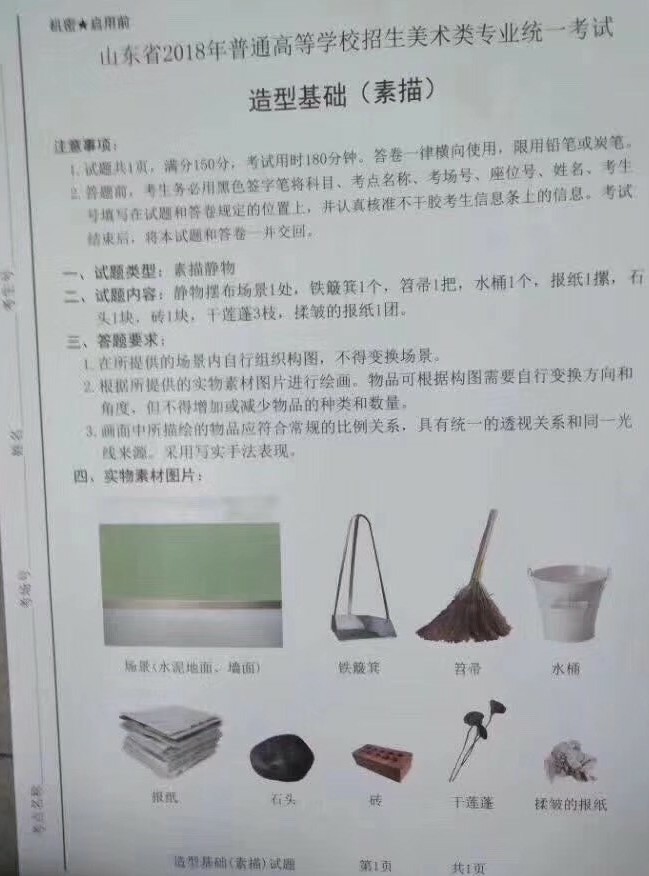 机密★启用前
山东省2018年普通高等学校招生美术类专业统一考试
造型基础（素描）
注意事项：
1. 试题共1页，满分150分，考试用时180分钟。答卷一律横向使用，限用铅笔或炭笔。
2. 答题前，考生务必用黑色签字笔将科目、考点名称、考场号、座位号、姓名、考生
号填写在试题和答卷规定的位置上，并认真核准不干胶考生信息条上的信息。考试
结束后，将本试题和答卷一并交回。
一、试题类型：素描静物
二、试题内容：静物摆布场景1处，铁簸箕1个，笤帚1把，水桶1个，报纸1摞，石
头1块，砖1块，干莲蓬3枝，揉皱的报纸1团。
三、答题要求：
1. 在所提供的场景内自行组织构图，不得变换场景。
2. 根据所提供的实物素材图片进行绘画。物品可根据构图需要自行变换方向和
角度，但不得增加或减少物品的种类和数量。
3. 画面中所描绘的物品应符合常规的比例关系，具有统一的透视关系和同一光
线来源。采用写实手法表现。
四、实物素材图片：
场景（水泥地面、墙面）
铁簸箕
笤帚
水桶
报纸
石头
砖
干莲蓬
揉皱的报纸
造型基础（素描）试题
第1页
共1页
考生号
姓名
考场号
考点名称